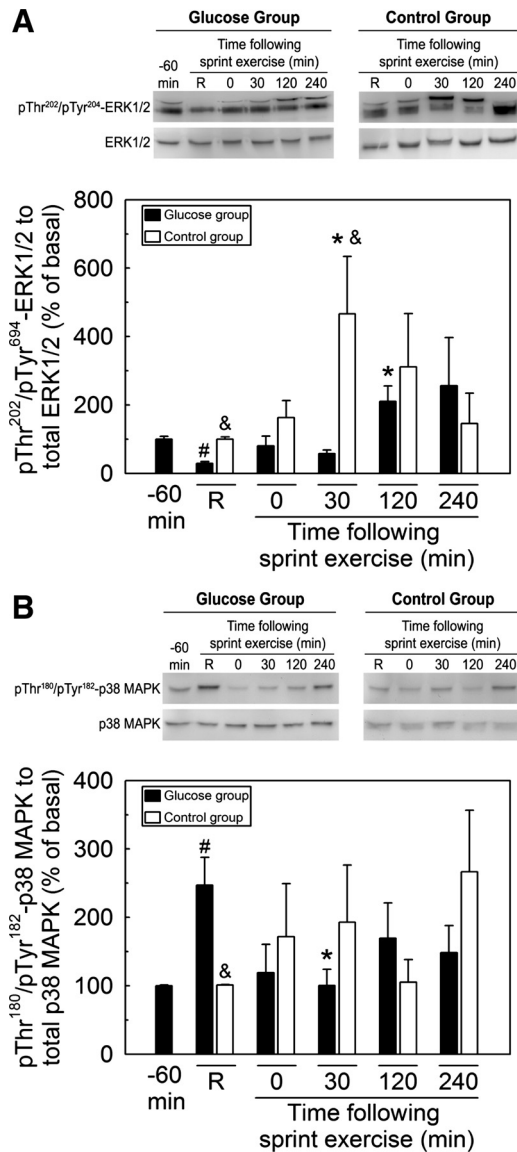 A
Glucose Group
Control Group
-60
min
Time following
sprint exercise (min)
Time following
sprint exercise (min)
R 0 30 120 240
R 0 30 120 240
pThr²⁰²/pTyr²⁰⁴-ERK1/2
ERK1/2
pThr²⁰²/pTyr⁶⁹⁴-ERK1/2 to
total ERK1/2 (% of basal)
800
600
400
200
0
Glucose group
Control group
#
&
* &
*
-60
min
R
0 30 120 240
Time following
sprint exercise (min)
B
Glucose Group
Control Group
-60
min
Time following
sprint exercise (min)
Time following
sprint exercise (min)
R 0 30 120 240
R 0 30 120 240
pThr¹⁸⁰/pTyr¹⁸²-p38 MAPK
p38 MAPK
pThr¹⁸⁰/pTyr¹⁸²-p38 MAPK to
total p38 MAPK (% of basal)
400
300
200
100
0
Glucose group
Control group
#
&
*
-60
min
R
0 30 120 240
Time following
sprint exercise (min)